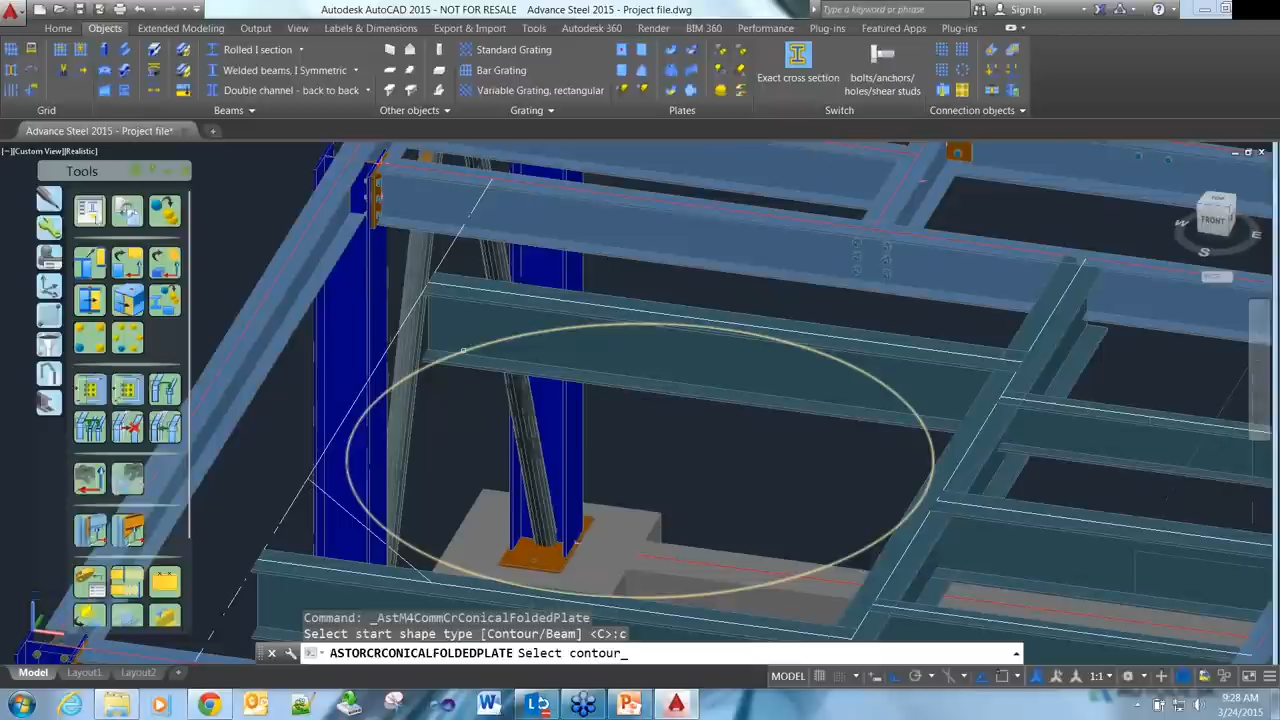 Autodesk AutoCAD 2015 - NOT FOR RESALE Advance Steel 2015 - Project file.dwg
Type a keyword or phrase
Sign In
Home Objects Extended Modeling Output View Labels & Dimensions Export & Import Tools Autodesk 360 Render BIM 360 Performance Plug-ins Featured Apps Plug-ins
Rolled I section
Welded beams, I Symmetric
Double channel - back to back
Standard Grating
Bar Grating
Variable Grating, rectangular
Exact cross section
bolts/anchors/
holes/shear studs
Grid Beams Other objects Grating Plates Switch Connection objects
Advance Steel 2015 - Project file*
[−][Custom View][Realistic]
Tools
FRONT
W
S
E
Command: _AstM4CommCrConicalFoldedPlate
Select start shape type [Contour/Beam] <C>:c
ASTORCRCONICALFOLDEDPLATE Select contour_
Model Layout1 Layout2
MODEL
1:1
9:28 AM
3/24/2015